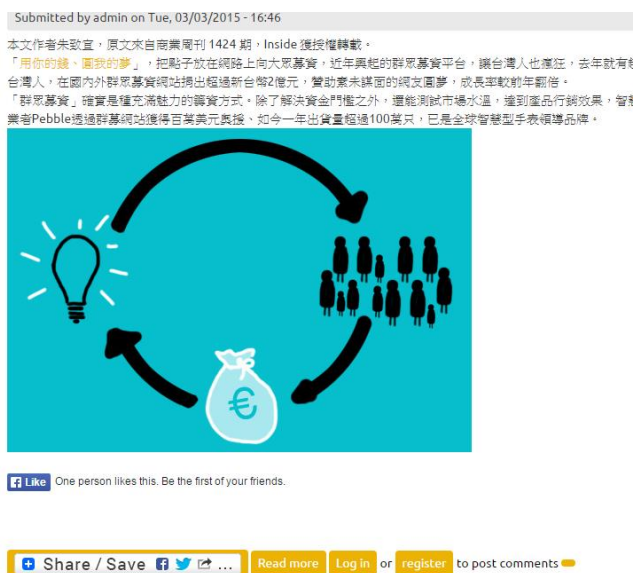 Submitted by admin on Tue, 03/03/2015 - 16:46
本文作者朱致宜，原文來自商業周刊 1424 期，Inside 獲授權轉載。
「用你的錢、圓我的夢」，把點子放在網路上向大眾募資，近年興起的群眾募資平台，讓台灣人也瘋狂，去年就有
台灣人，在國內外群眾募資網站捐出超過新台幣2億元，贊助素未謀面的網友圓夢，成長率較前年翻倍。
「群眾募資」確實是種充滿魅力的籌資方式。除了解決資金門檻之外，還能測試市場水溫，達到產品行銷效果，智慧
業者Pebble透過群募網站獲得百萬美元奧援、如今一年出貨量超過100萬只，已是全球智慧型手表領導品牌。
€
Like One person likes this. Be the first of your friends.
Share / Save ... Read more Log in or register to post comments